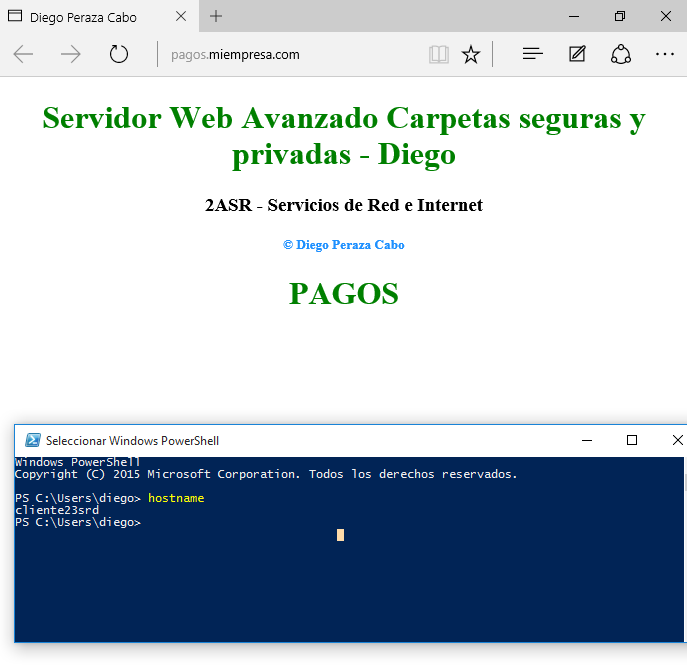 Diego Peraza Cabo
pagos.miempresa.com
Servidor Web Avanzado Carpetas seguras y
privadas - Diego
2ASR - Servicios de Red e Internet
© Diego Peraza Cabo
PAGOS
Seleccionar Windows PowerShell
Windows PowerShell
Copyright (C) 2015 Microsoft Corporation. Todos los derechos reservados.
PS C:\Users\diego> hostname
cliente23srd
PS C:\Users\diego>